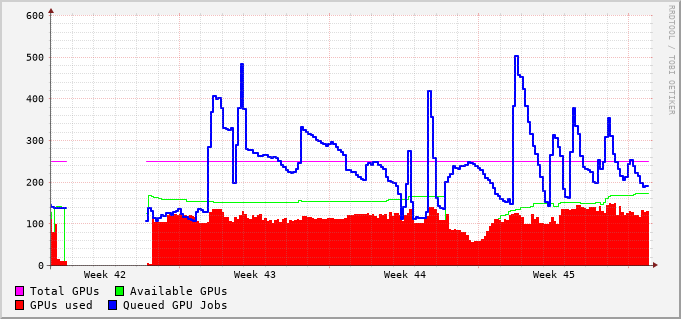 600
500
400
300
200
100
0
Week 42 Week 43 Week 44 Week 45
Total GPUs Available GPUs
GPUs used Queued GPU Jobs
RRDTOOL / TOBI OETIKER